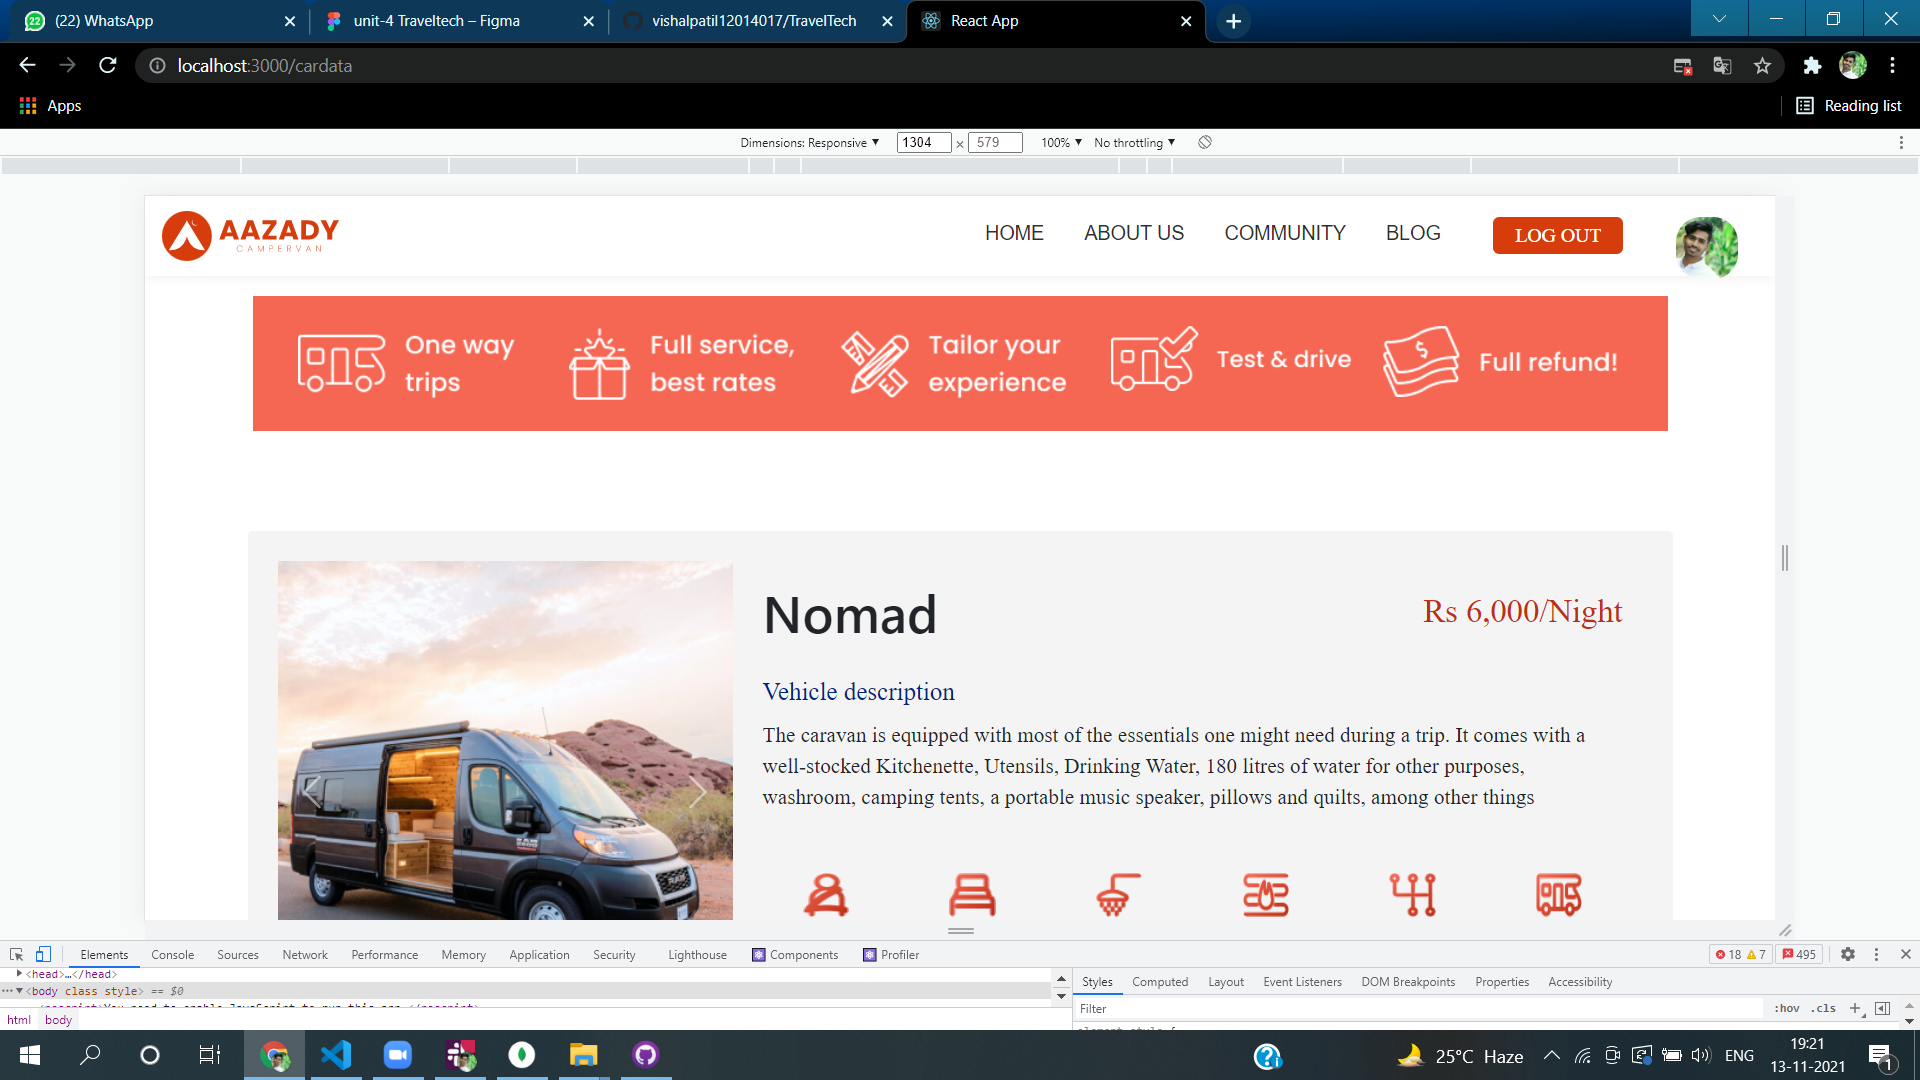 (22) WhatsApp
unit-4 Traveltech – Figma
vishalpatil12014017/TravelTech
React App
localhost:3000/cardata
Apps
Reading list
Dimensions: Responsive
1304 × 579
100%
No throttling
AAZADY
CAMPERVAN
HOME
ABOUT US
COMMUNITY
BLOG
LOG OUT
One way
trips
Full service,
best rates
Tailor your
experience
Test & drive
Full refund!
Nomad
Rs 6,000/Night
Vehicle description
The caravan is equipped with most of the essentials one might need during a trip. It comes with a
well-stocked Kitchenette, Utensils, Drinking Water, 180 litres of water for other purposes,
washroom, camping tents, a portable music speaker, pillows and quilts, among other things
Elements
Console
Sources
Network
Performance
Memory
Application
Security
Lighthouse
Components
Profiler
18
7
495
<head>…</head>
<body class style> == $0
html
body
Styles
Computed
Layout
Event Listeners
DOM Breakpoints
Properties
Accessibility
Filter
:hov
.cls
25°C Haze
ENG
19:21
13-11-2021
1